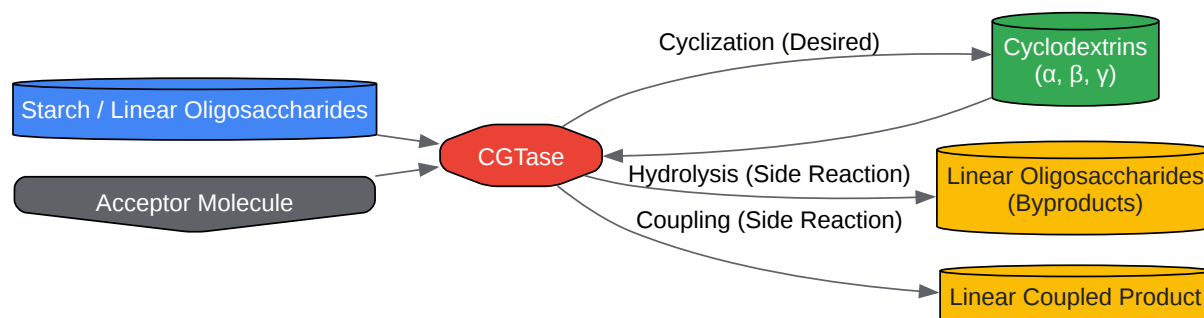 Cyclization (Desired)
Cyclodextrins
(α, β, γ)
Starch / Linear Oligosaccharides
CGTase
Hydrolysis (Side Reaction)
Linear Oligosaccharides
(Byproducts)
Acceptor Molecule
Coupling (Side Reaction)
Linear Coupled Product